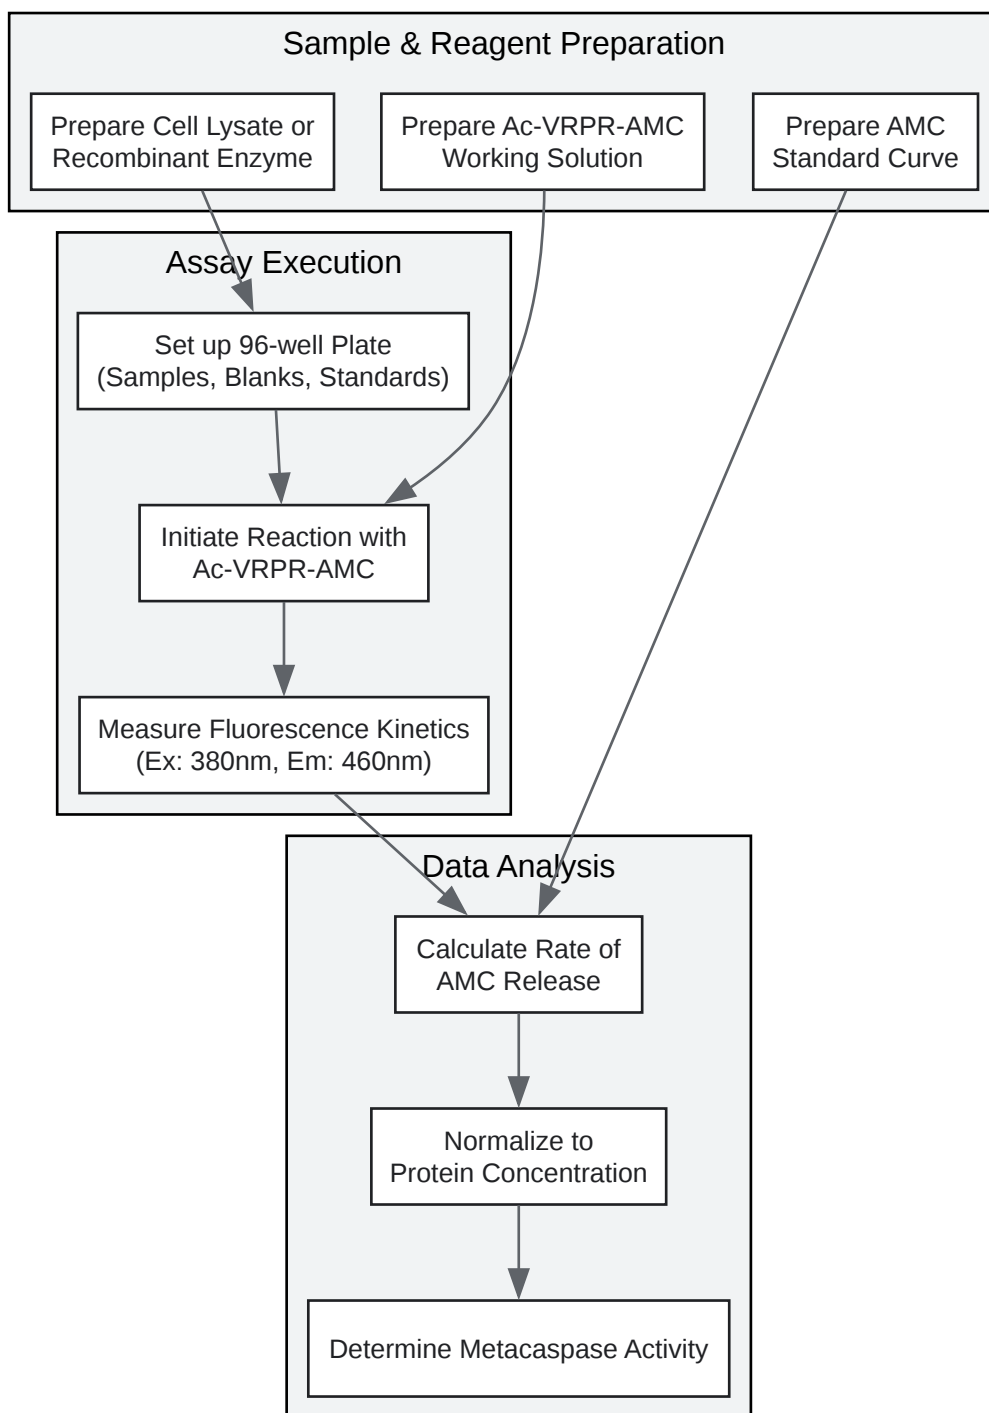 Sample & Reagent Preparation
Prepare Cell Lysate or
Recombinant Enzyme
Prepare Ac-VRPR-AMC
Working Solution
Prepare AMC
Standard Curve
Assay Execution
Set up 96-well Plate
(Samples, Blanks, Standards)
Initiate Reaction with
Ac-VRPR-AMC
Measure Fluorescence Kinetics
(Ex: 380nm, Em: 460nm)
Data Analysis
Calculate Rate of
AMC Release
Normalize to
Protein Concentration
Determine Metacaspase Activity